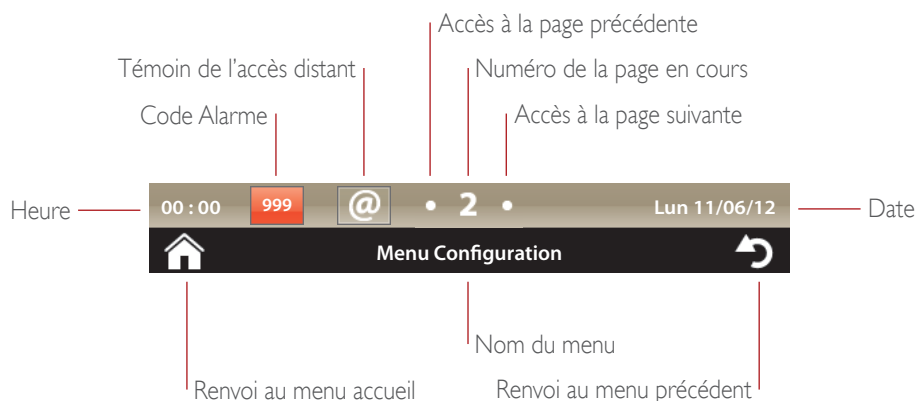 Accès à la page précédente
Témoin de l'accès distant
Numéro de la page en cours
Code Alarme
Accès à la page suivante
Heure
00 : 00
999
@
• 2 •
Lun 11/06/12
Date
Menu Configuration
Nom du menu
Renvoi au menu accueil
Renvoi au menu précédent